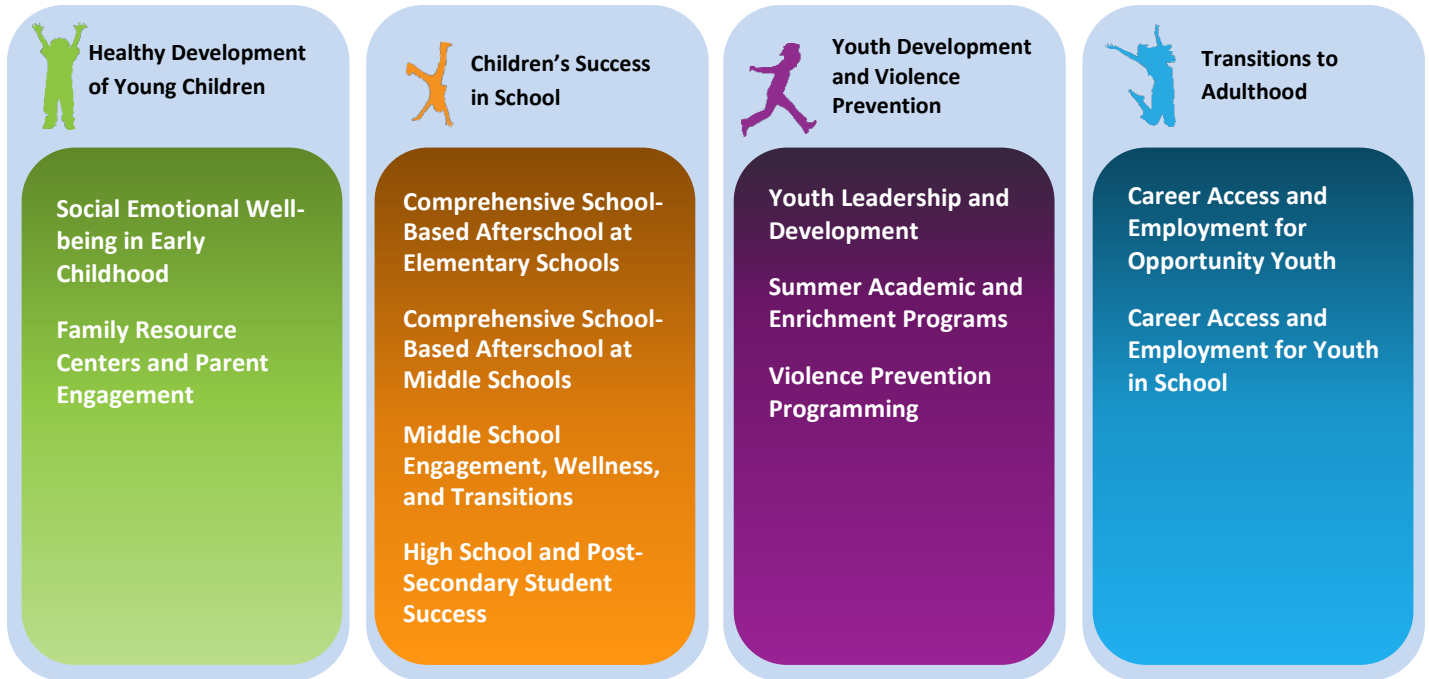 Healthy Development
of Young Children
Social Emotional Well-
being in Early
Childhood
Family Resource
Centers and Parent
Engagement
Children’s Success
in School
Comprehensive School-
Based Afterschool at
Elementary Schools
Comprehensive School-
Based Afterschool at
Middle Schools
Middle School
Engagement, Wellness,
and Transitions
High School and Post-
Secondary Student
Success
Youth Development
and Violence
Prevention
Youth Leadership and
Development
Summer Academic and
Enrichment Programs
Violence Prevention
Programming
Transitions to
Adulthood
Career Access and
Employment for
Opportunity Youth
Career Access and
Employment for Youth
in School